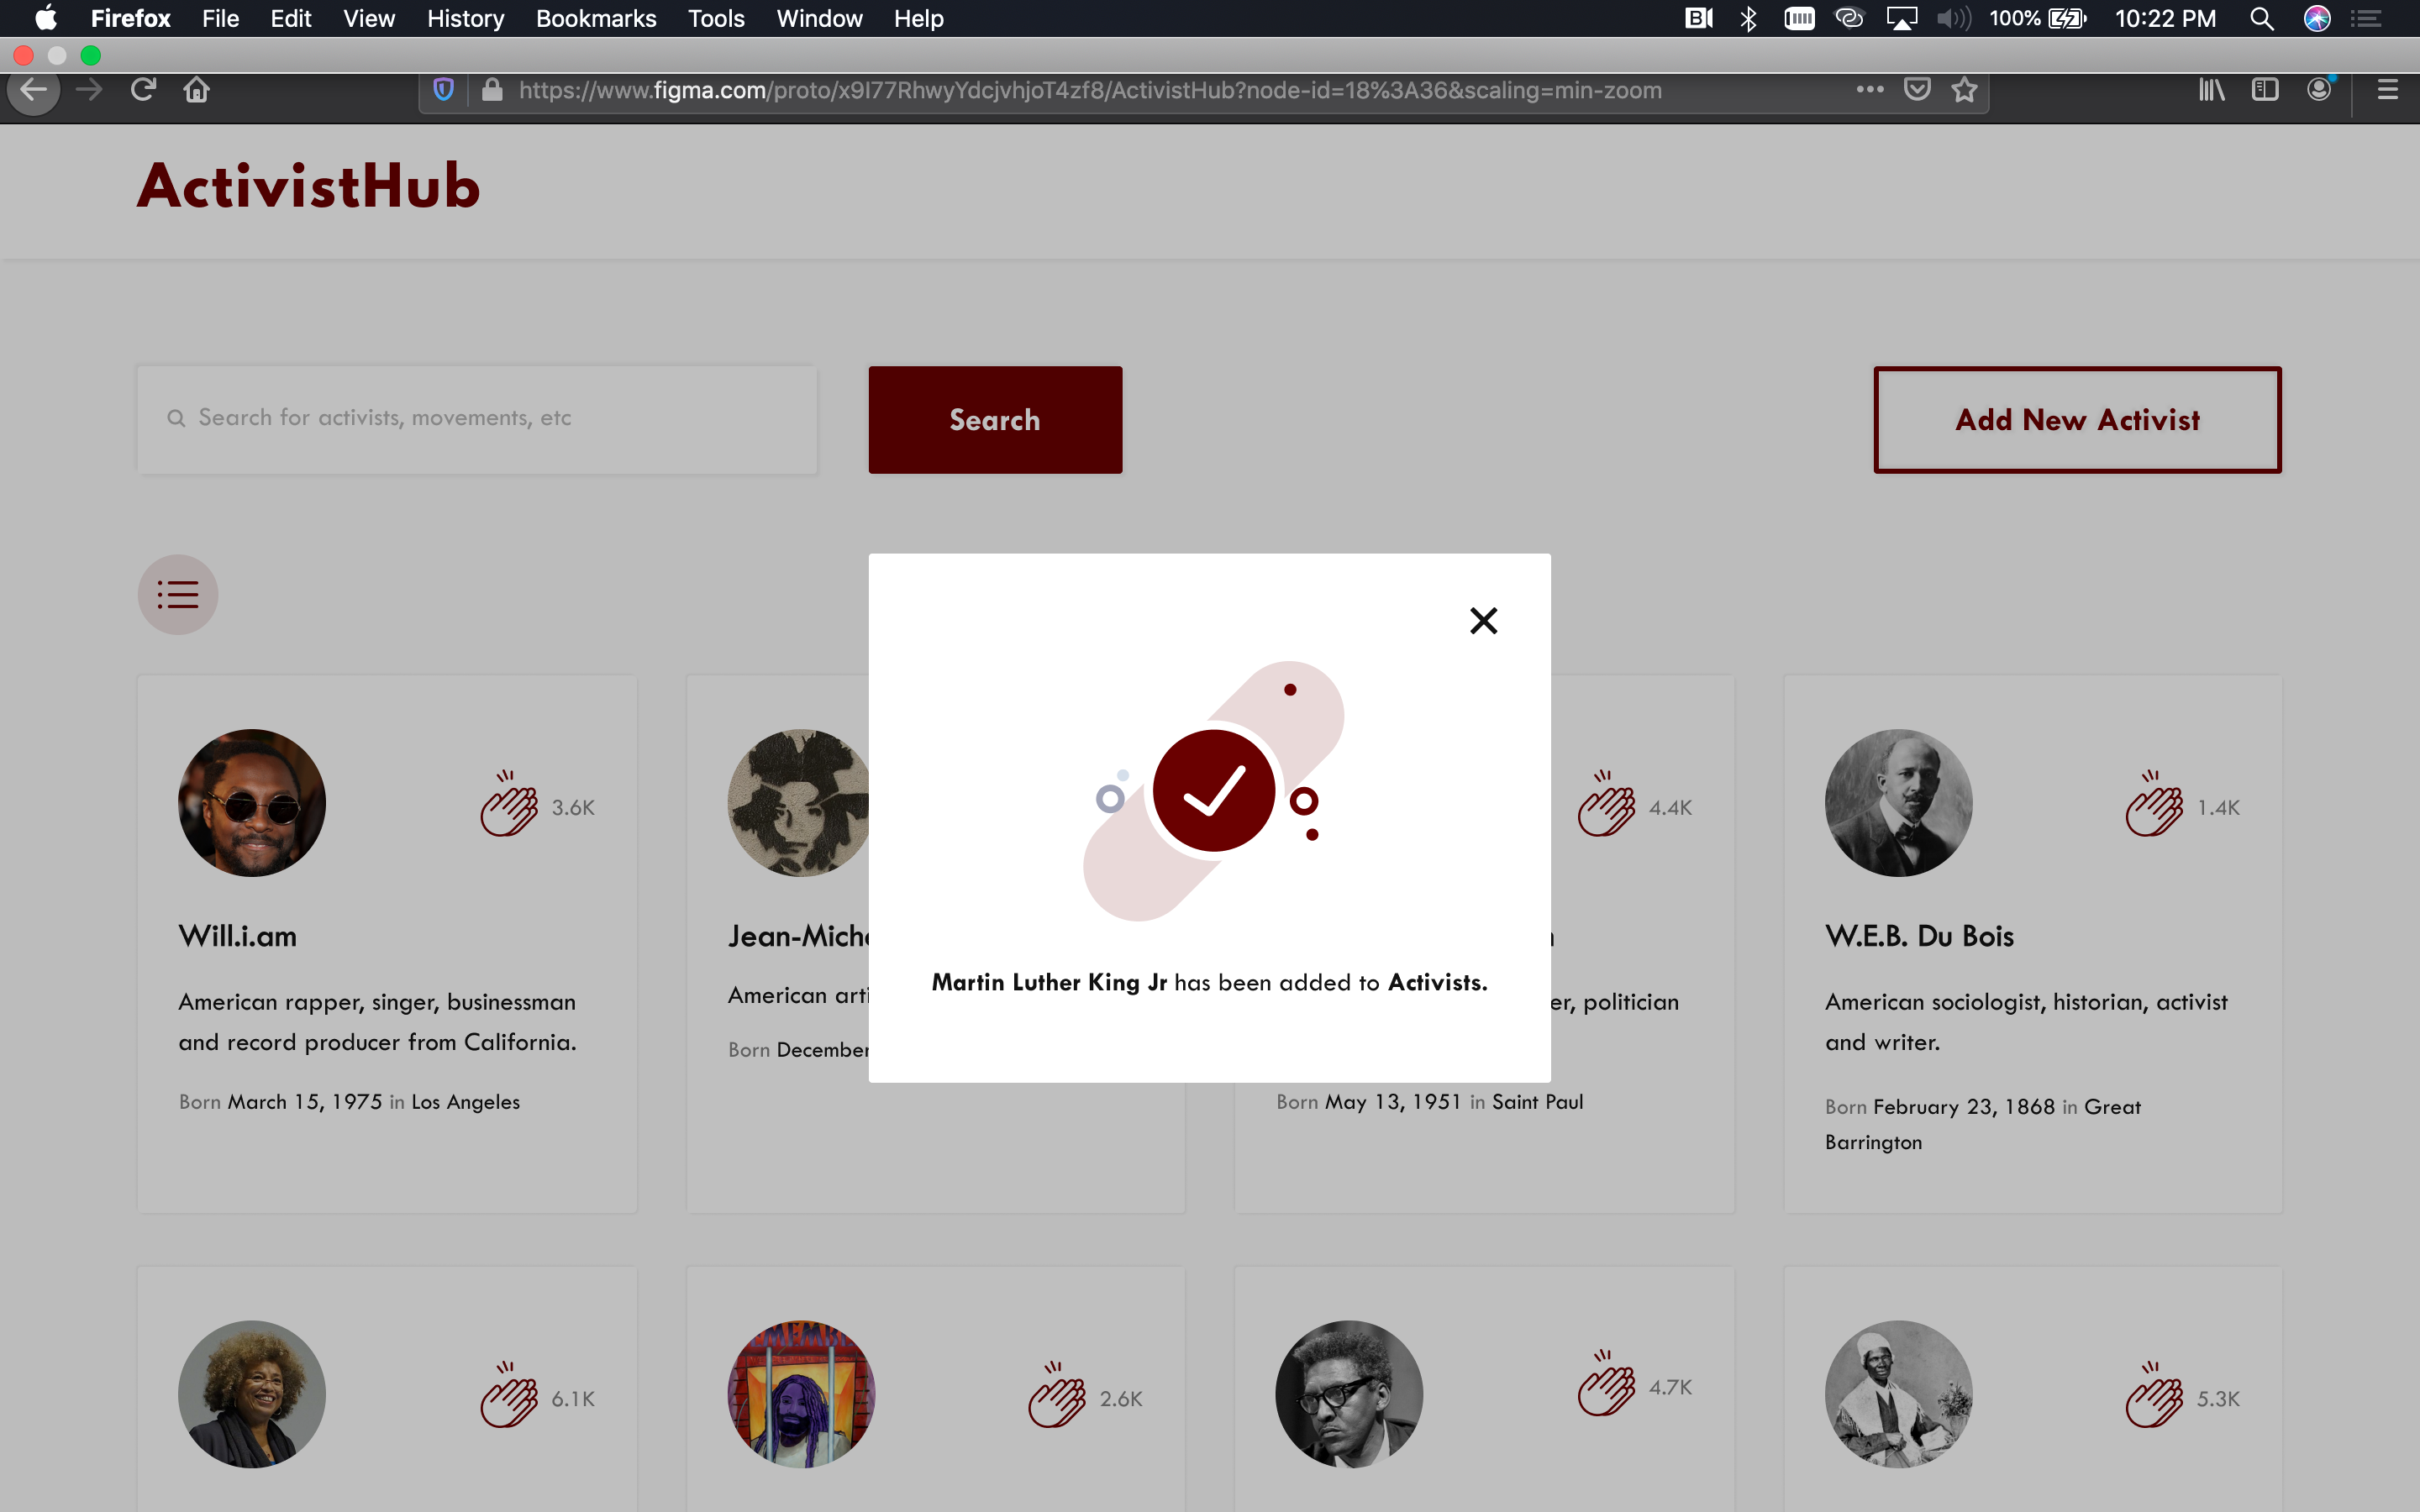 Firefox File Edit View History Bookmarks Tools Window Help 100% 10:22 PM
https://www.figma.com/proto/x9I77RhwyYdcjvhjoT4zf8/ActivistHub?node-id=18%3A36&scaling=min-zoom
ActivistHub
Search for activists, movements, etc
Search
Add New Activist
Martin Luther King Jr has been added to Activists.
3.6K
Will.i.am
American rapper, singer, businessman
and record producer from California.
Born March 15, 1975 in Los Angeles
Jean-Mich
American arti
Born December
4.4K
er, politician
Born May 13, 1951 in Saint Paul
1.4K
W.E.B. Du Bois
American sociologist, historian, activist
and writer.
Born February 23, 1868 in Great
Barrington
6.1K
2.6K
4.7K
5.3K